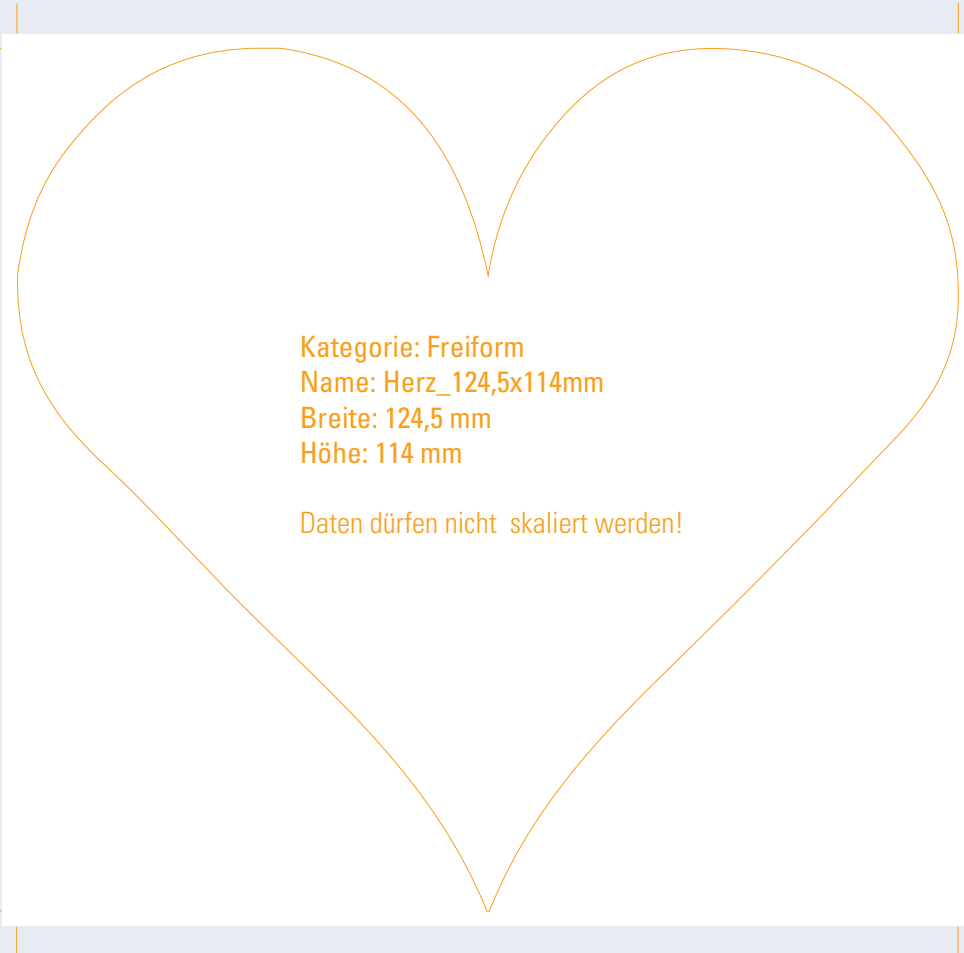 Kategorie: Freiform
Name: Herz_124,5x114mm
Breite: 124,5 mm
Höhe: 114 mm
Daten dürfen nicht  skaliert werden!